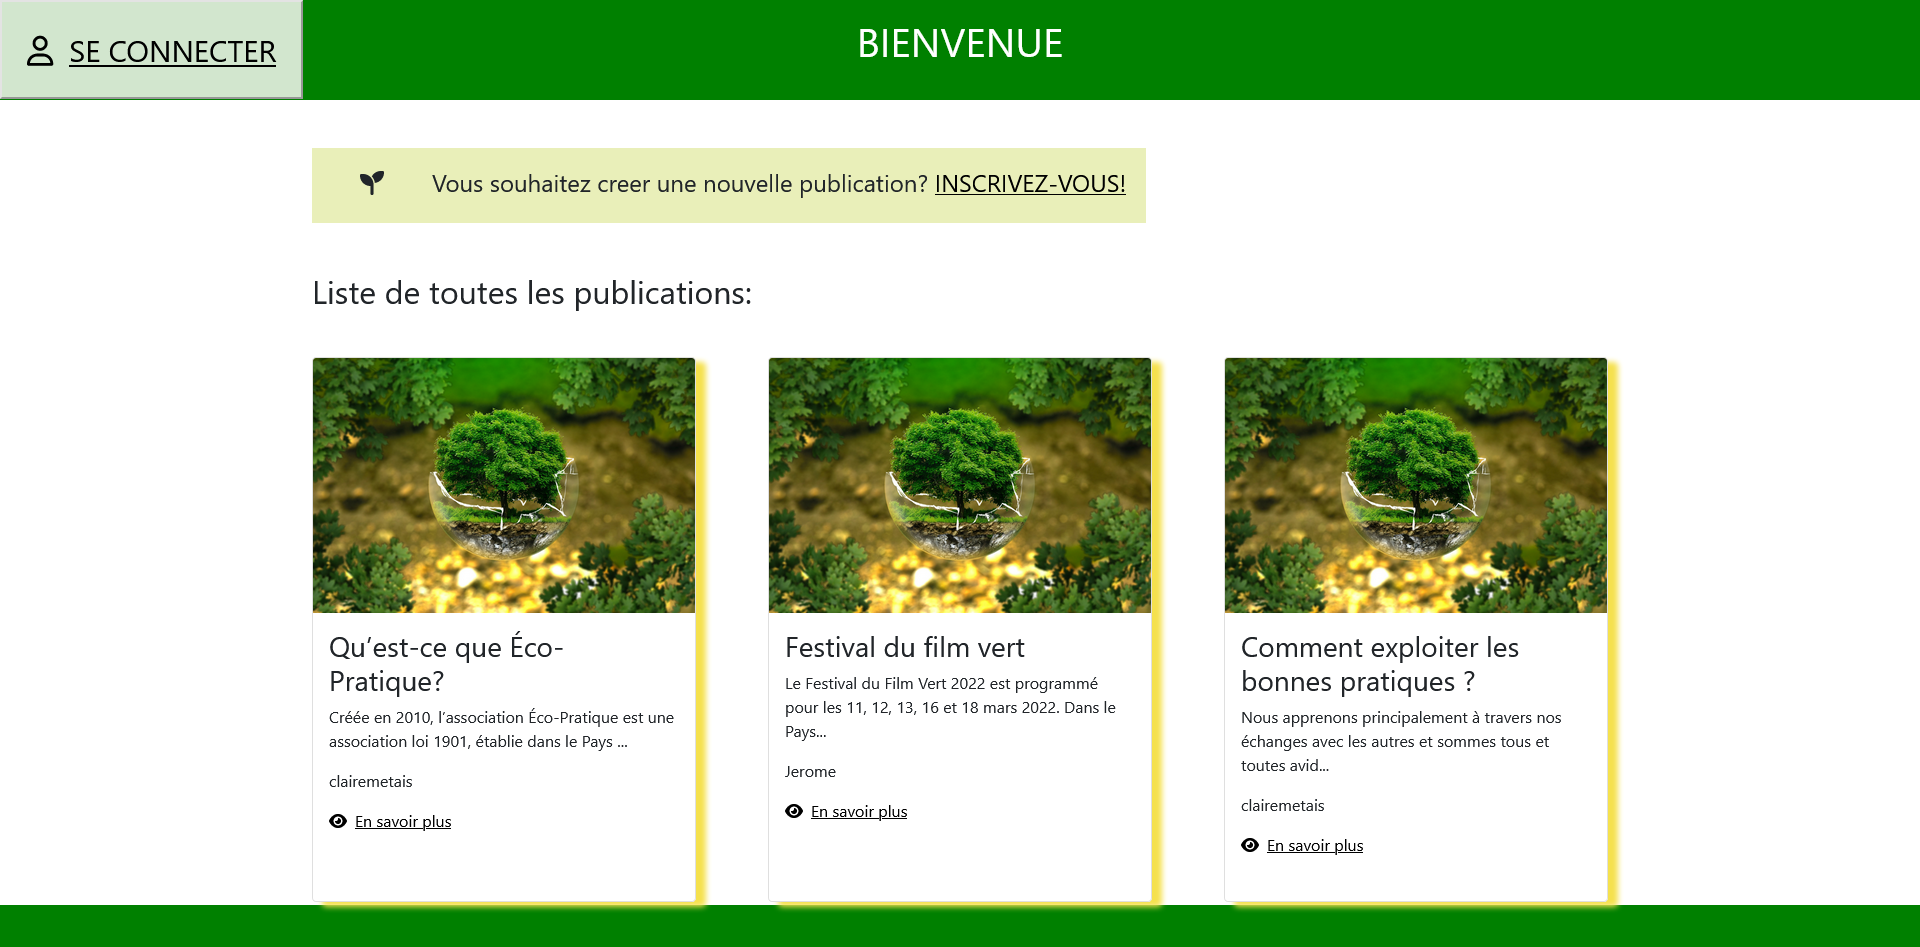 SE CONNECTER
BIENVENUE
Vous souhaitez creer une nouvelle publication? INSCRIVEZ-VOUS!
Liste de toutes les publications:
Qu’est-ce que Éco-
Pratique?
Créée en 2010, l’association Éco-Pratique est une
association loi 1901, établie dans le Pays ...
clairemetais
En savoir plus
Festival du film vert
Le Festival du Film Vert 2022 est programmé
pour les 11, 12, 13, 16 et 18 mars 2022. Dans le
Pays...
Jerome
En savoir plus
Comment exploiter les
bonnes pratiques ?
Nous apprenons principalement à travers nos
échanges avec les autres et sommes tous et
toutes avid...
clairemetais
En savoir plus